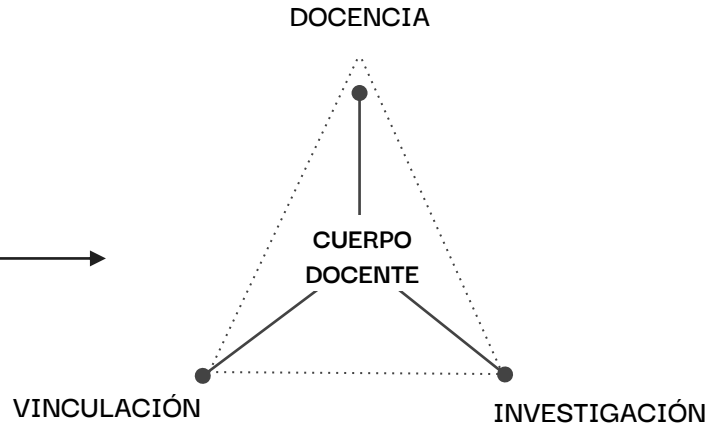 DOCENCIA
CUERPO
DOCENTE
VINCULACIÓN
INVESTIGACIÓN